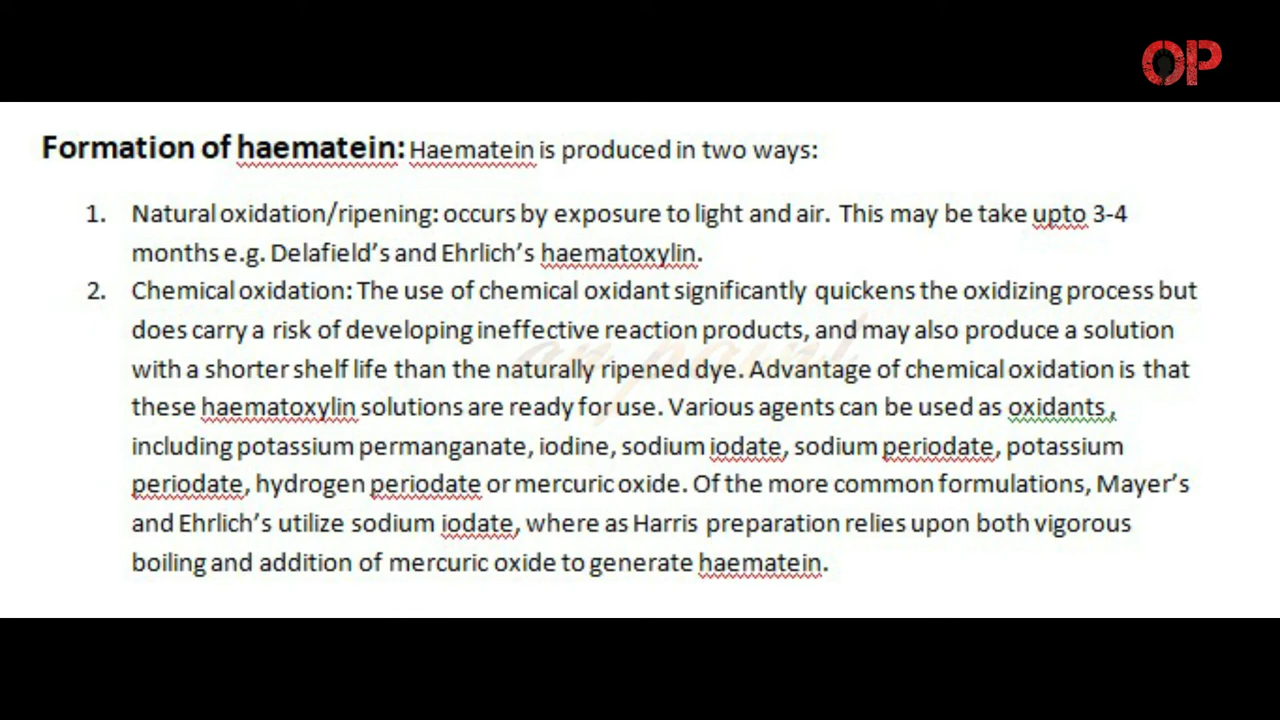 OP
Formation of haematein: Haematein is produced in two ways:
1. Natural oxidation/ripening: occurs by exposure to light and air. This may be take upto 3-4
months e.g. Delafield's and Ehrlich's haematoxylin.
2. Chemical oxidation: The use of chemical oxidant significantly quickens the oxidizing process but
does carry a risk of developing ineffective reaction products, and may also produce a solution
with a shorter shelf life than the naturally ripened dye. Advantage of chemical oxidation is that
these haematoxylin solutions are ready for use. Various agents can be used as oxidants ,
including potassium permanganate, iodine, sodium iodate, sodium periodate, potassium
periodate, hydrogen periodate or mercuric oxide. Of the more common formulations, Mayer's
and Ehrlich's utilize sodium iodate, where as Harris preparation relies upon both vigorous
boiling and addition of mercuric oxide to generate haematein.